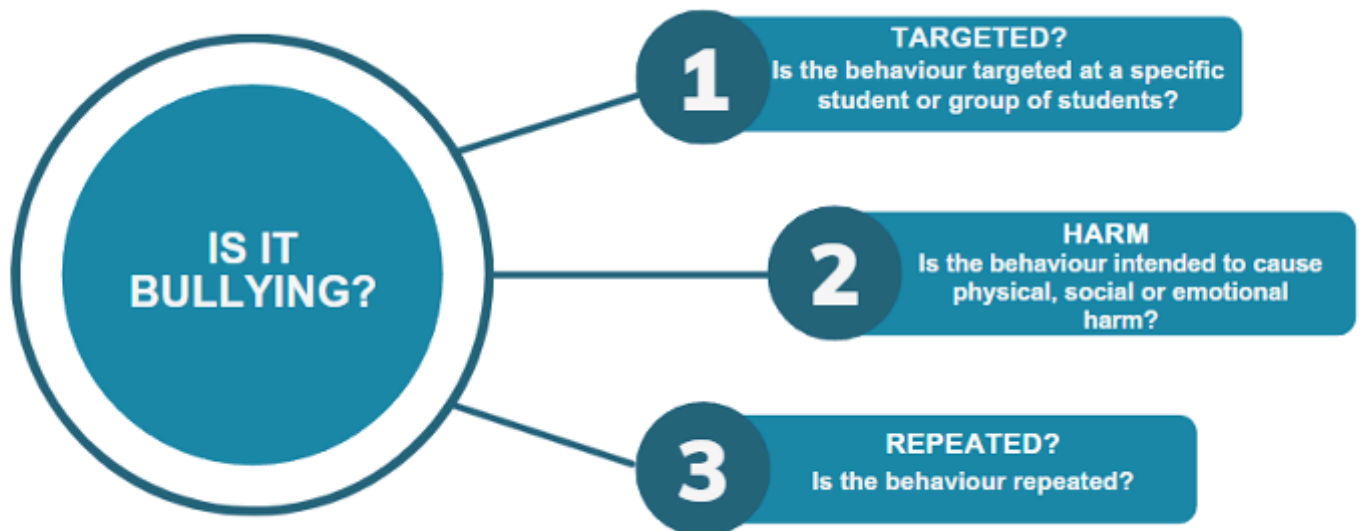 IS IT
BULLYING?
1
TARGETED?
Is the behaviour targeted at a specific
student or group of students?
2
HARM
Is the behaviour intended to cause
physical, social or emotional
harm?
3
REPEATED?
Is the behaviour repeated?